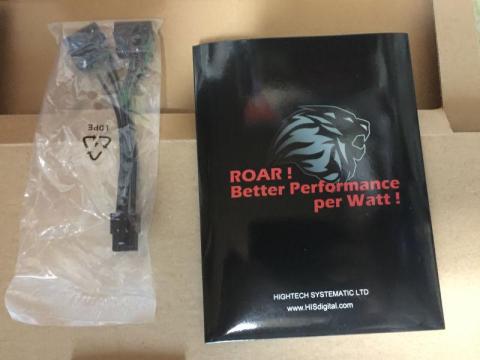 LDPE
ROAR !
Better Performance
per Watt !
HIGHTECH SYSTEMATIC LTD
www.HISdigital.com